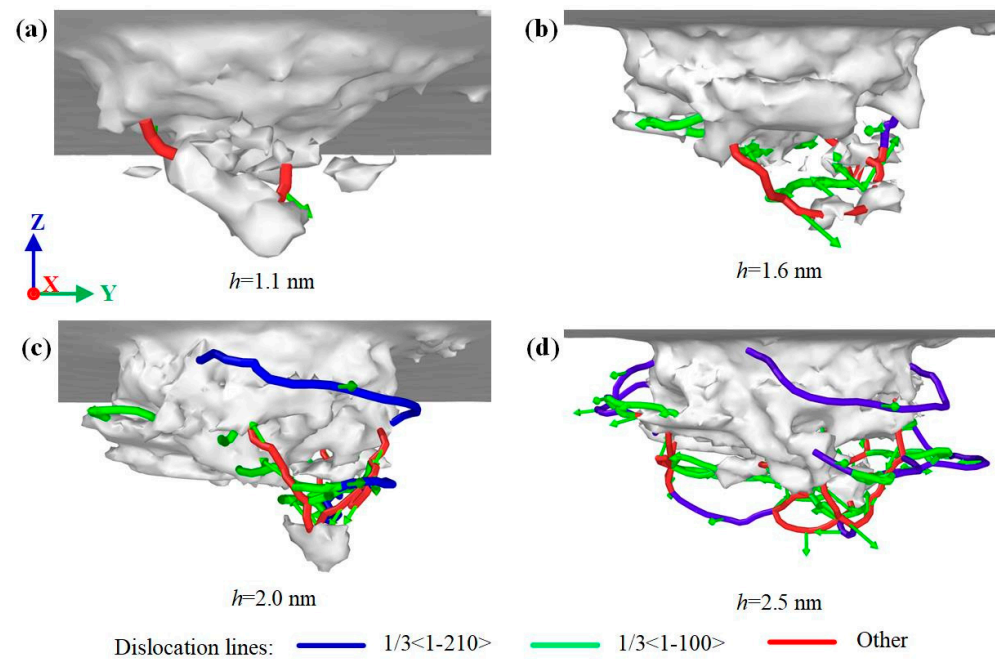 (a)
(b)
Z
X
Y
h=1.1 nm
h=1.6 nm
(c)
(d)
h=2.0 nm
h=2.5 nm
Dislocation lines: 1/3<1-210> 1/3<1-100> Other